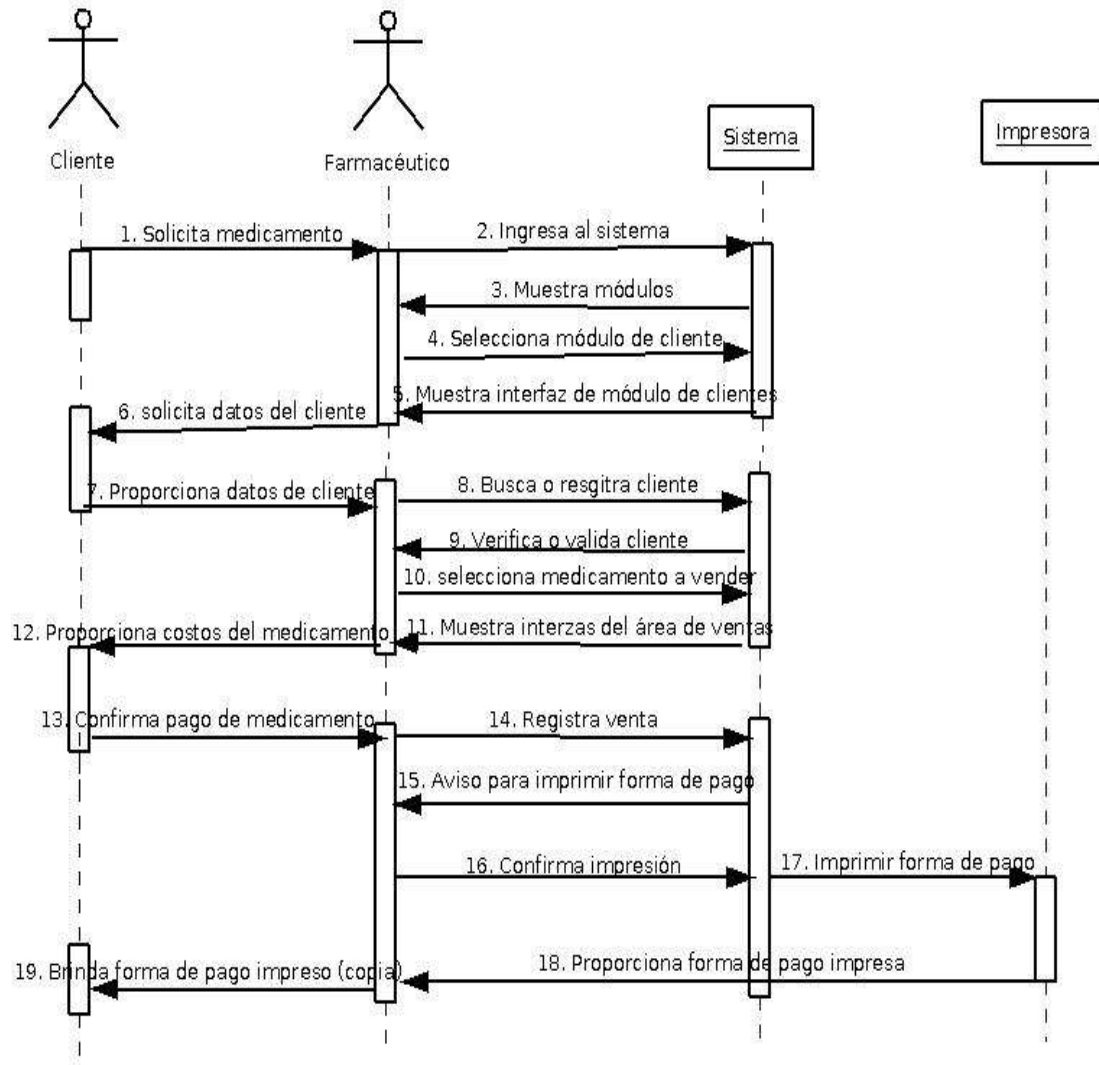 Cliente
Farmacéutico
Sistema
Impresora
1. Solicita medicamento
2. Ingresa al sistema
3. Muestra módulos
4. Selecciona módulo de cliente
5. Muestra interfaz de módulo de clientes
6. solicita datos del cliente
7. Proporciona datos de cliente
8. Busca o resgitra cliente
9. Verifica o valida cliente
10. selecciona medicamento a vender
11. Muestra interzas del área de ventas
12. Proporciona costos del medicamento
13. Confirma pago de medicamento
14. Registra venta
15. Aviso para imprimir forma de pago
16. Confirma impresión
17. Imprimir forma de pago
18. Proporciona forma de pago impresa
19. Brinda forma de pago impreso (copia)